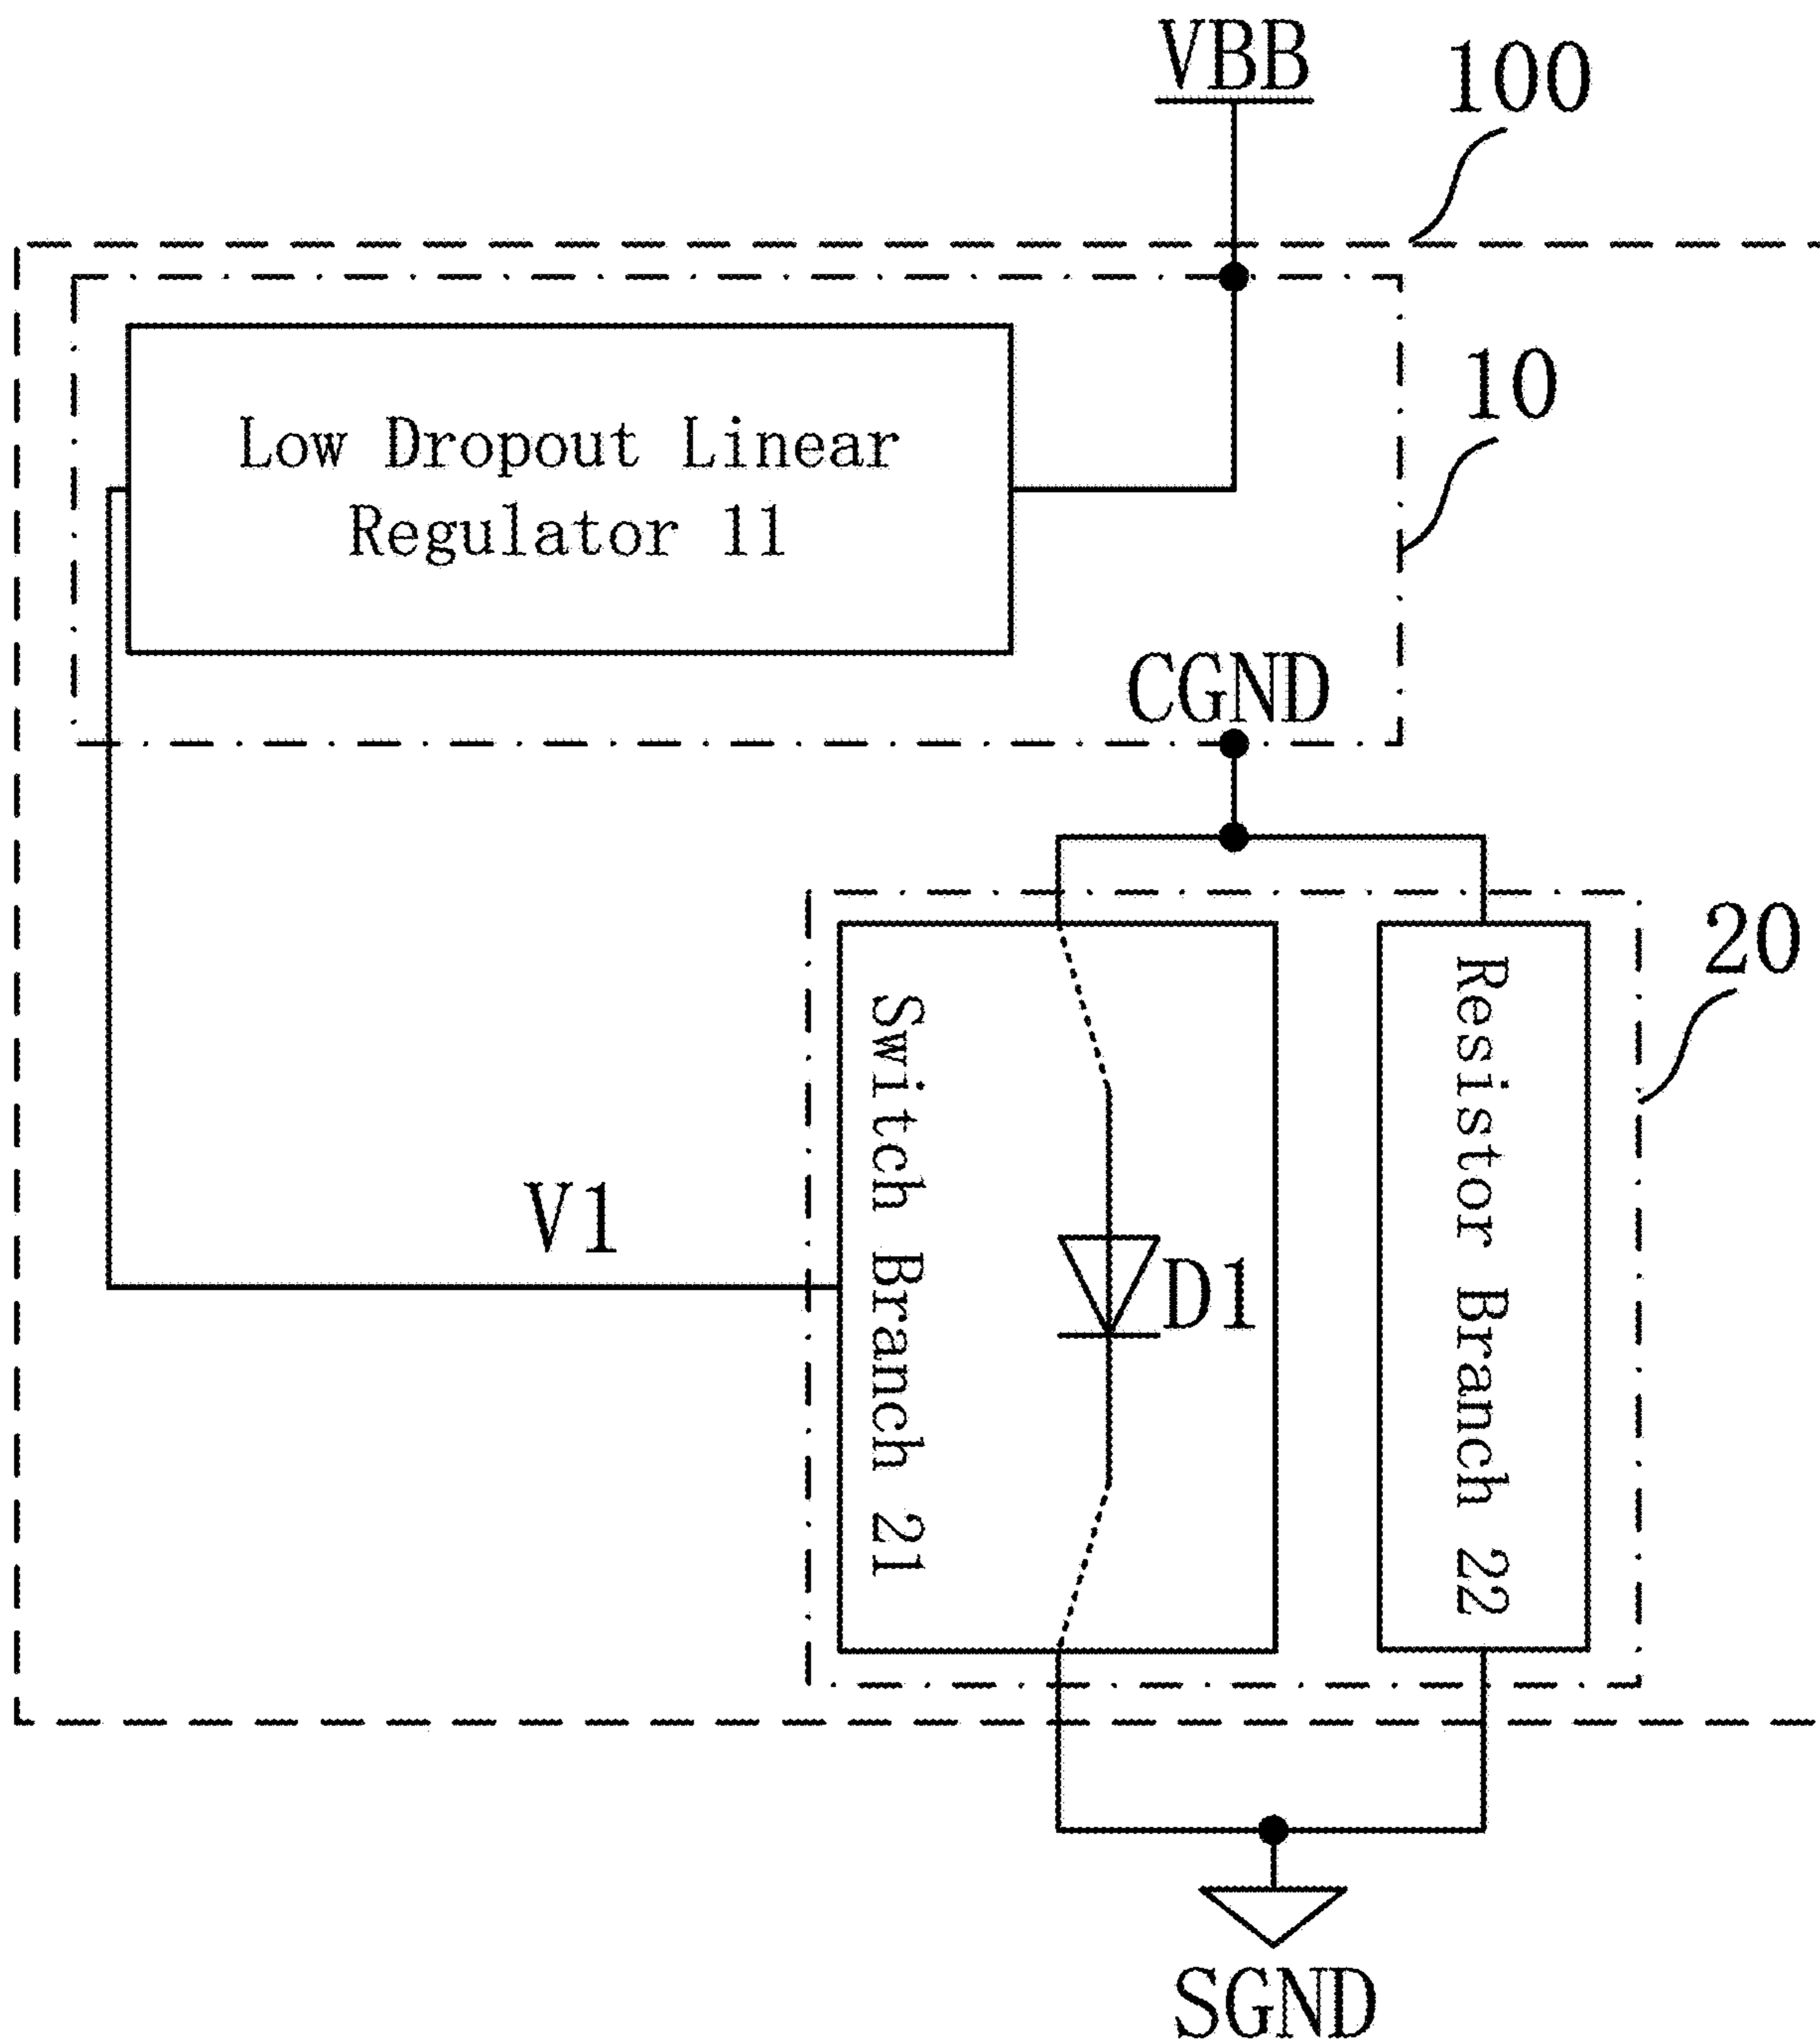 VBB
100
Low Dropout Linear
Regulator 11
10
CGND
20
Switch Branch 21
Resistor Branch 22
V1
D1
SGND